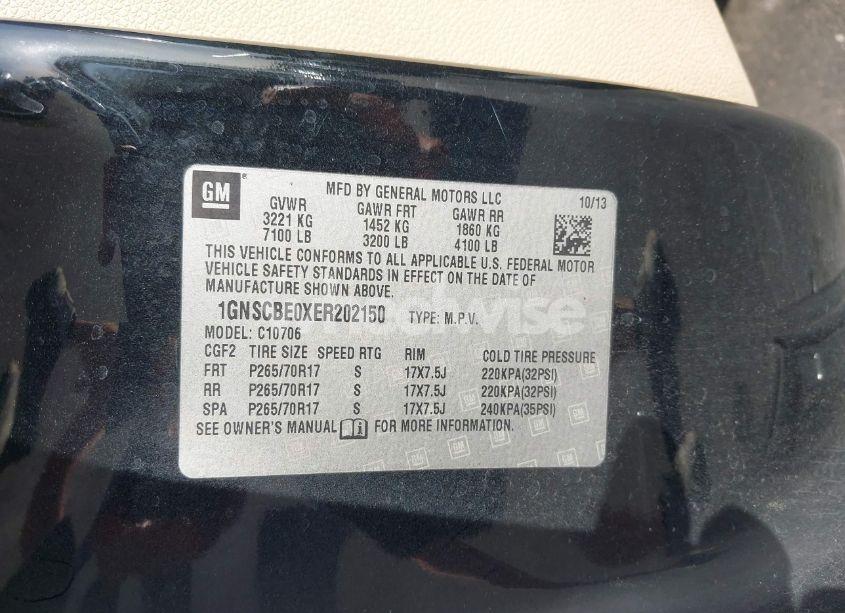 GM
MFD BY GENERAL MOTORS LLC 10/13
GVWR GAWR FRT GAWR RR
3221 KG 1452 KG 1860 KG
7100 LB 3200 LB 4100 LB
THIS VEHICLE CONFORMS TO ALL APPLICABLE U.S. FEDERAL MOTOR
VEHICLE SAFETY STANDARDS IN EFFECT ON THE DATE OF
MANUFACTURE SHOWN ABOVE.
1GNSCBE0XER202150 TYPE: M.P.V.
MODEL: C10706
CGF2 TIRE SIZE SPEED RTG RIM COLD TIRE PRESSURE
FRT P265/70R17 S 17X7.5J 220KPA(32PSI)
RR P265/70R17 S 17X7.5J 220KPA(32PSI)
SPA P265/70R17 S 17X7.5J 240KPA(35PSI)
SEE OWNER'S MANUAL FOR MORE INFORMATION.